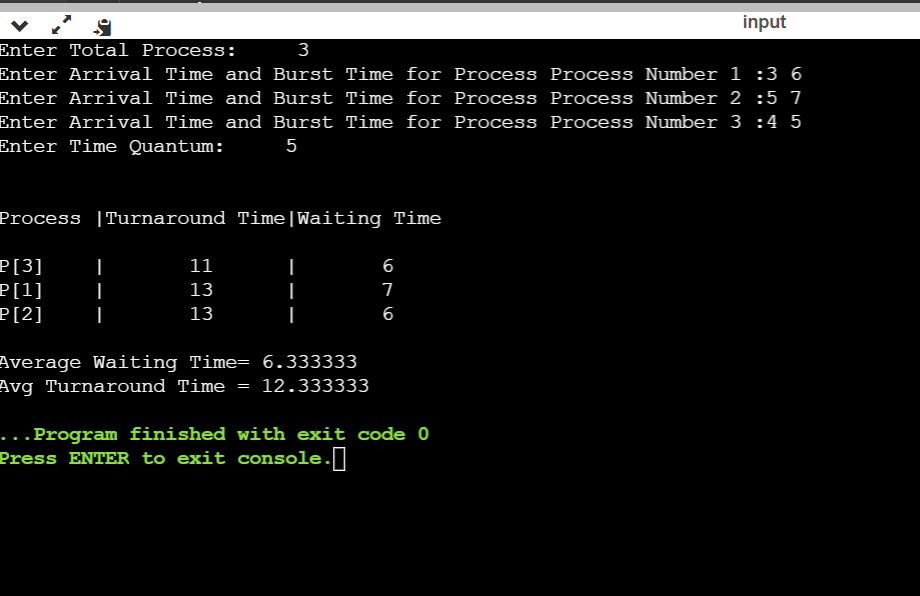 input
Enter Total Process:     3
Enter Arrival Time and Burst Time for Process Process Number 1 :3 6
Enter Arrival Time and Burst Time for Process Process Number 2 :5 7
Enter Arrival Time and Burst Time for Process Process Number 3 :4 5
Enter Time Quantum:     5
Process |Turnaround Time|Waiting Time
P[3]    |       11      |       6
P[1]    |       13      |       7
P[2]    |       13      |       6
Average Waiting Time= 6.333333
Avg Turnaround Time = 12.333333
...Program finished with exit code 0
Press ENTER to exit console.